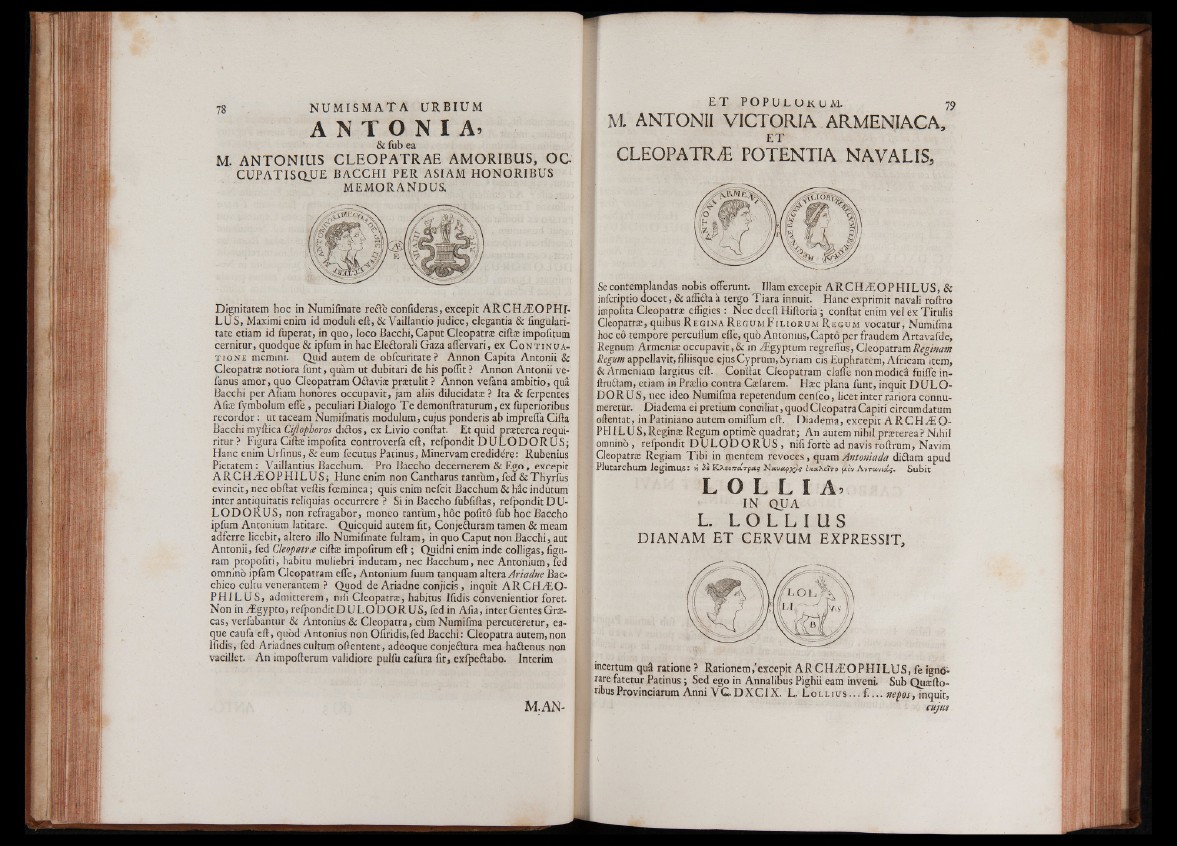 78 NUMISMATA URBIUM
ANTONIA,
& ſub ea
M. ANTONIUS CLEOPATRAE AMORIBUS, OC-
CUPATISQUE BACCHI PER ASIAM HONORIBUS
MEMORANDUS.
Dignitatem hoc in Numiſmate rectè conſideras, excepit ARCHÆOPHI-
LUS, Maximi enim id moduli eſt, & Vaillantio judice, elegantia & ſingulari-
tate etiam id ſuperat, in quo, loco Bacchi, Caput Cleopatræ ciſtæ impoſitum
cernitur, quodque & ipſum in hac Electorali Gaza aſſervari, ex CONTINUA-
TIONE memini. Quid autem de obſcuritate? Annon Capita Antonii &
Cleopatræ notiora ſunt, quàm ut dubitari de his poſſit? Annon Antonii ve-
ſanus amor, quo Cleopatram Octaviæ prætulit? Annon veſana ambitio, quâ
Bacchi per Aſiam honores occupavit, jam aliis dilucidatæ? Ita & ſerpentes
Aſiæ ſymbolum eſſe, peculiari Dialogo Te demonſtraturum, ex ſuperioribus
recordor: ut taceam Numiſmatis modulum, cujus ponderis ab impreſſa Ciſta
Bacchi myſtica Ciſtophoros dictos, ex Livio conſtat. Et quid præterea requi-
ritur? Figura Ciſtæ impoſita controverſa eſt, reſpondit DULODORUS;
Hanc enim Urſinus, & eum ſecutus Patinus, Minervam credidére: Rubenius
Pietatem: Vaillantius Bacchum. Pro Baccho decernerem & Ego, excepit
ARCHÆOPHILUS; Hunc enim non Cantharus tantùm, ſed & Thyrſus
evincit, nec obſtat veſtis fœminea; quis enim neſcit Bacchum & hâc indutum
inter antiquitatis reliquias occurrere? Si in Baccho ſubſiſtas, reſpondit DU-
LODORUS, non refragabor, moneo tantùm, hôc poſitô ſub hoc Baccho
ipſum Antonium latitare. Quicquid autem ſit, Conjecturam tamen & meam
adferre licebit, altero illo Numiſmate fultam, in quo Caput non Bacchi, aut
Antonii, ſed Cleopatræ ciſtæ impoſitum eſt; Quidni enim inde colligas, figu-
ram propoſiti, habitu muliebri indutam, nec Bacchum, nec Antonium, ſed
omninò ipſam Cleopatram eſſe, Antonium ſuum tanquam altera Ariadne Bac-
chico cultu venerantem? Quod de Ariadne conjicis, inquit ARCHÆO-
PHILUS, admitterem, niſi Cleopatræ, habitus Iſidis convenientior foret.
Non in Ægypto, reſpondit DULODORUS, ſed in Aſia, inter Gentes Græ-
cas, verſabantur & Antonius & Cleopatra, cùm Numiſma percuteretur, ea-
que cauſa eſt, quòd Antonius non Oſiridis, ſed Bacchi: Cleopatra autem, non
Iſidis, ſed Ariadnes cultum oſtentent, adeoque conjectura mea hactenus non
vacillet. An impoſterum validiore pulſu caſura ſit, exſpectabo. Interim
M. AN-
ET POPULORUM. 79
M. ANTONII VICTORIA ARMENIACA,
ET
CLEOPATRÆ POTENTIA NAVALIS,
Se contemplandas nobis offerunt. Illam excepit ARCHÆOPHILUS, &
inſcriptio docet, & afficta à tergo Tiara innuit. Hanc exprimit navali roſtro
impoſita Cleopatræ effigies: Nec deeſt Hiſtoria; conſtat enim vel ex Titulis
Cleopatræ, quibus REGINA REGUM FILIORUM REGUM vocatur, Numiſma
hoc eô tempore percuſſum eſſe, quô Antonius, Captô per fraudem Artavaſde,
Regnum Armeniæ occupavit, & in Ægyptum regreſſus, Cleopatram Reginam
Regum appellavit, filiisque ejus Cyprum, Syriam cis Euphratem, Africam item,
& Armeniam largitus eſt. Conſtat Cleopatram claſſe non modicâ fuiſſe in-
ſtructam, etiam in Prælio contra Cæſarem. Hæc plana ſunt, inquit DULO-
DORUS, nec ideo Numiſma repetendum cenſeo, licet inter rariora connu-
meretur. Diadema ei pretium conciliat, quod Cleopatra Capiti circumdatum
oſtentat, in Patiniano autem omiſſum eſt. Diadema, excepit ARCHÆO-
PHILUS, Reginæ Regum optimè quadrat; An autem nihil præterea? Nihil
omninò, reſpondit DULODORUS, niſi fortè ad navis roſtrum, Navim
Cleopatræ Regiam Tibi in mentem revoces, quam Antoniada dictam apud
Plutarchum legimus: ἡ δὲ Κλεοπάτρας Ναυαρχὶς ἐκαλεῖτο μὲν Ἀντωνιάς. Subit
LOLLIA,
IN QUA
L. LOLLIUS
DIANAM ET CERVUM EXPRESSIT,
LOL
LI VS
incertum quâ ratione? Rationem, excepit ARCHÆOPHILUS, ſe igno-
rare fatetur Patinus; Sed ego in Annalibus Pighii eam inveni. Sub Quæſto-
ribus Provinciarum Anni VC. DXCIX. L. LOLLIUS... f.... nepos, inquit,
cujus